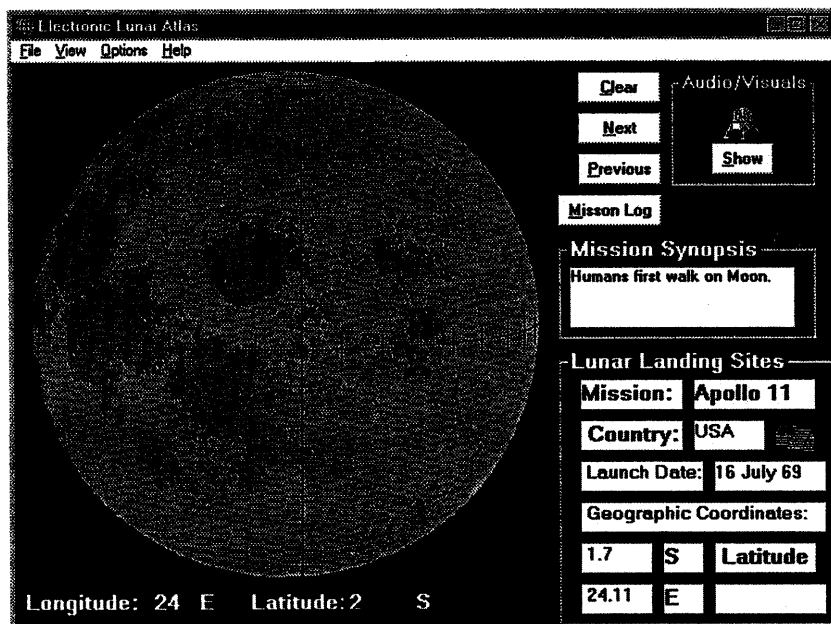 Electronic Lunar Atlas
File View Options Help
Clear
Next
Previous
Misson Log
Audio/Visuals
Show
Mission Synopsis
Humans first walk on Moon.
Lunar Landing Sites
Mission: Apollo 11
Country: USA
Launch Date: 16 July 69
Geographic Coordinates:
1.7 S Latitude
24.11 E
Longitude: 24 E Latitude: 2 S